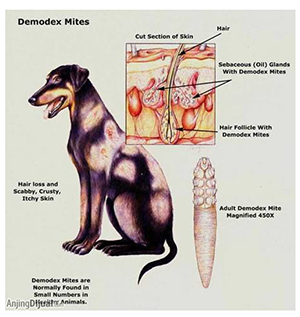 Demodex Mites
Cut Section of Skin
Hair
Sebaceous (Oil) Glands
With Demodex Mites
Hair Follicle With
Demodex Mites
Hair loss and
Scabby, Crusty,
Itchy Skin
Adult Demodex Mite
Magnified 450X
Demodex Mites are
Normally Found in
Small Numbers in
Animals.
AnjingDijual